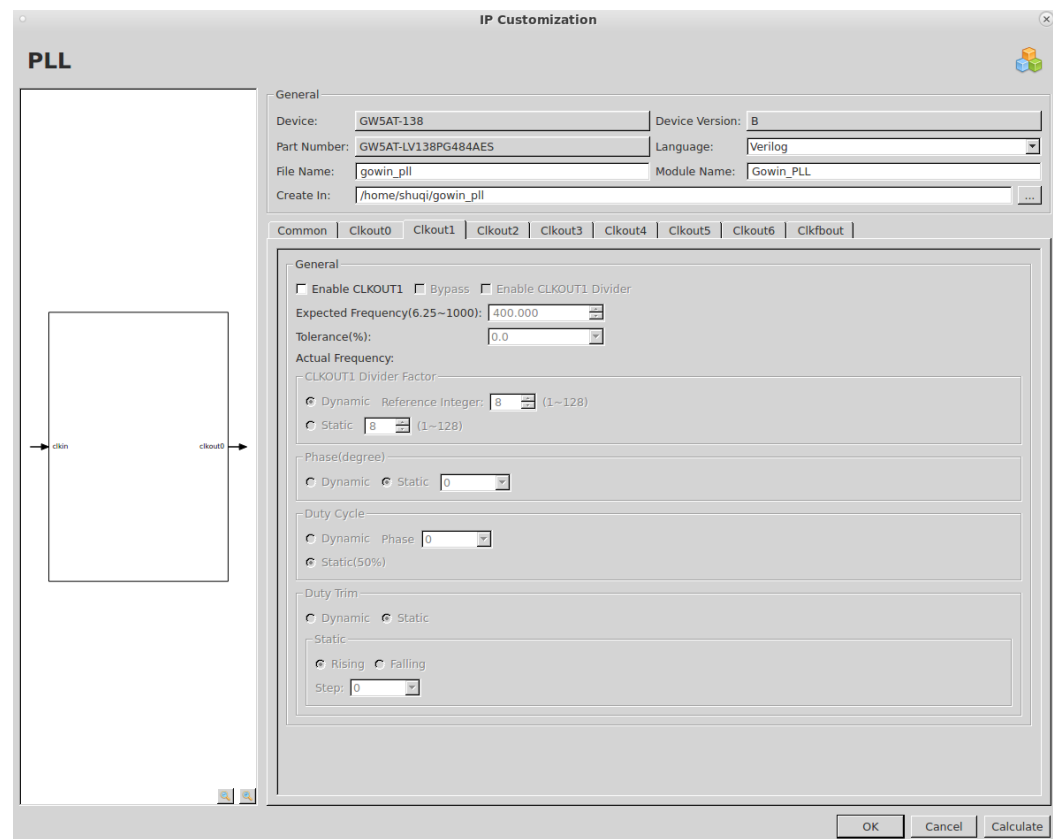 IP Customization
PLL
General
Device: GW5AT-138 Device Version: B
Part Number: GW5AT-LV138PG484AES Language: Verilog
File Name: gowin_pll Module Name: Gowin_PLL
Create In: /home/shuqi/gowin_pll ...
Common Clkout0 Clkout1 Clkout2 Clkout3 Clkout4 Clkout5 Clkout6 Clkfbout
General
Enable CLKOUT1 Bypass Enable CLKOUT1 Divider
Expected Frequency(6.25~1000): 400.000
Tolerance(%): 0.0
Actual Frequency:
CLKOUT1 Divider Factor
Dynamic Reference Integer: 8 (1~128)
Static 8 (1~128)
Phase(degree)
Dynamic Static 0
Duty Cycle
Dynamic Phase 0
Static(50%)
Duty Trim
Dynamic Static
Static
Rising Falling
Step: 0
clkin clkout0
OK Cancel Calculate